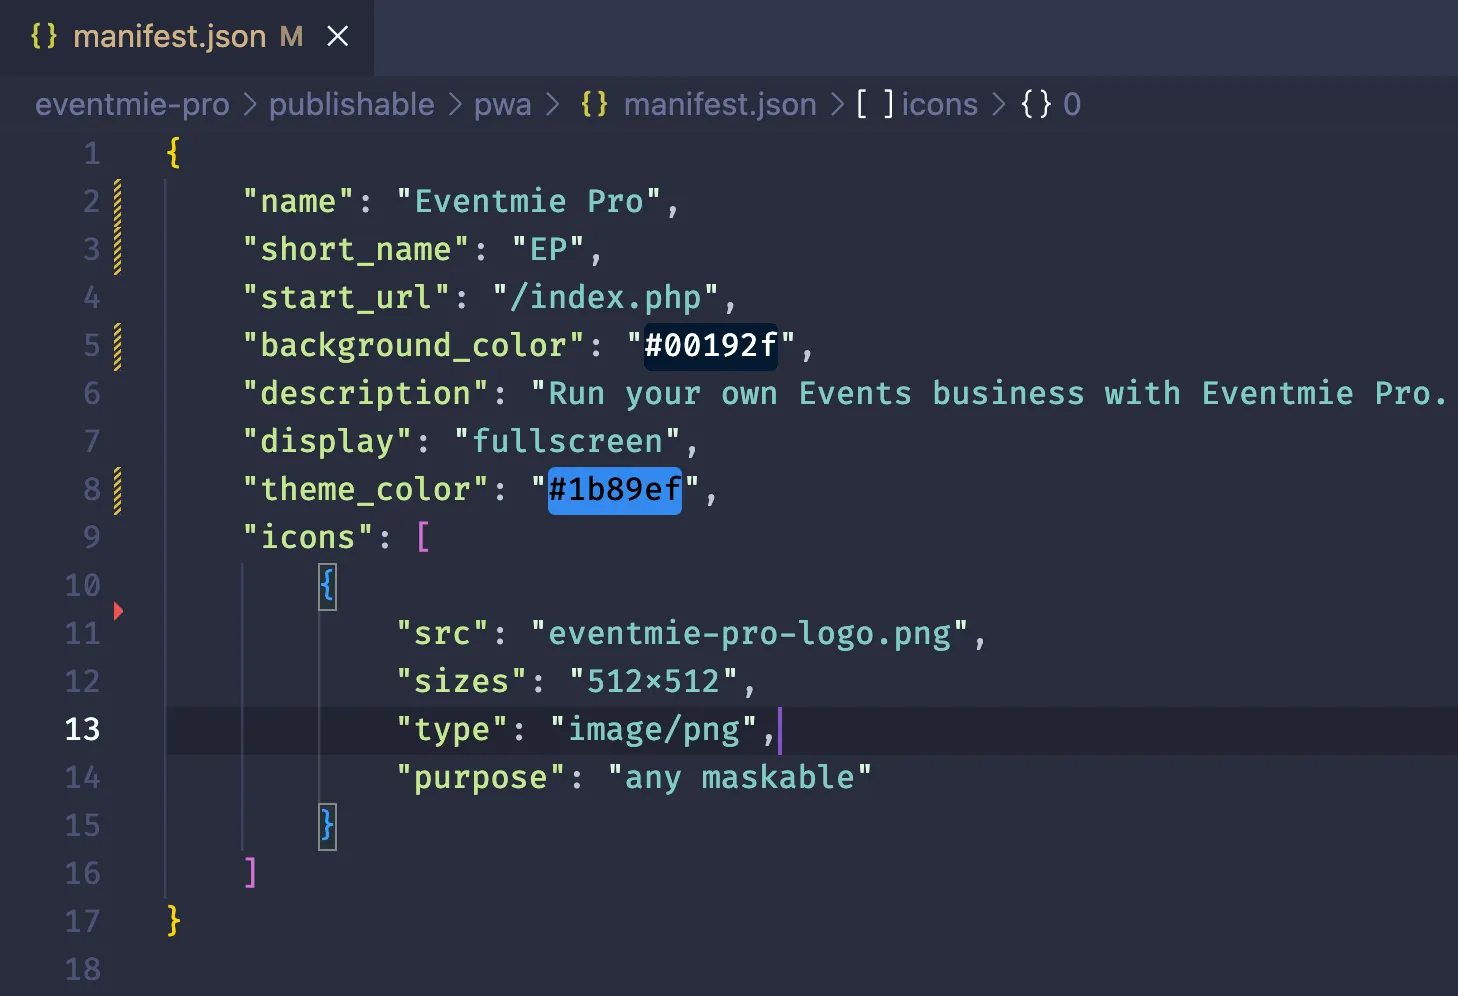 {} manifest.json M ×
eventmie-pro > publishable > pwa > {} manifest.json > [ ] icons > {} 0
1 {
2 "name": "Eventmie Pro",
3 "short_name": "EP",
4 "start_url": "/index.php",
5 "background_color": "#00192f",
6 "description": "Run your own Events business with Eventmie Pro.
7 "display": "fullscreen",
8 "theme_color": "#1b89ef",
9 "icons": [
10 {
11 "src": "eventmie-pro-logo.png",
12 "sizes": "512×512",
13 "type": "image/png",
14 "purpose": "any maskable"
15 }
16 ]
17 }
18